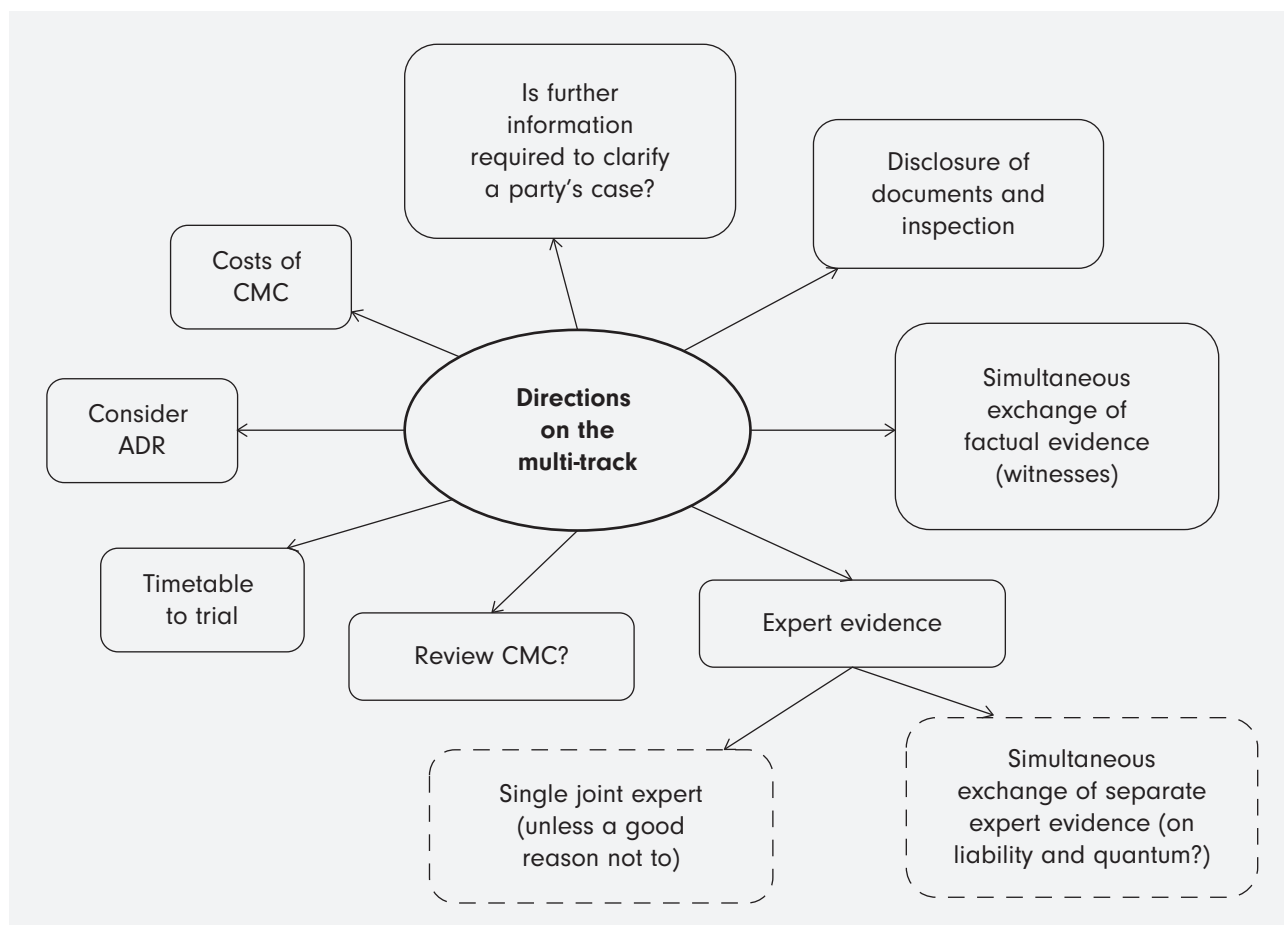 Is further
information
required to clarify
a party's case?
Disclosure of
documents and
inspection
Costs of
CMC
Simultaneous
exchange of
factual evidence
(witnesses)
Directions
on the
multi-track
Consider
ADR
Timetable
to trial
Review CMC?
Expert evidence
Single joint expert
(unless a good
reason not to)
Simultaneous
exchange of separate
expert evidence (on
liability and quantum?)